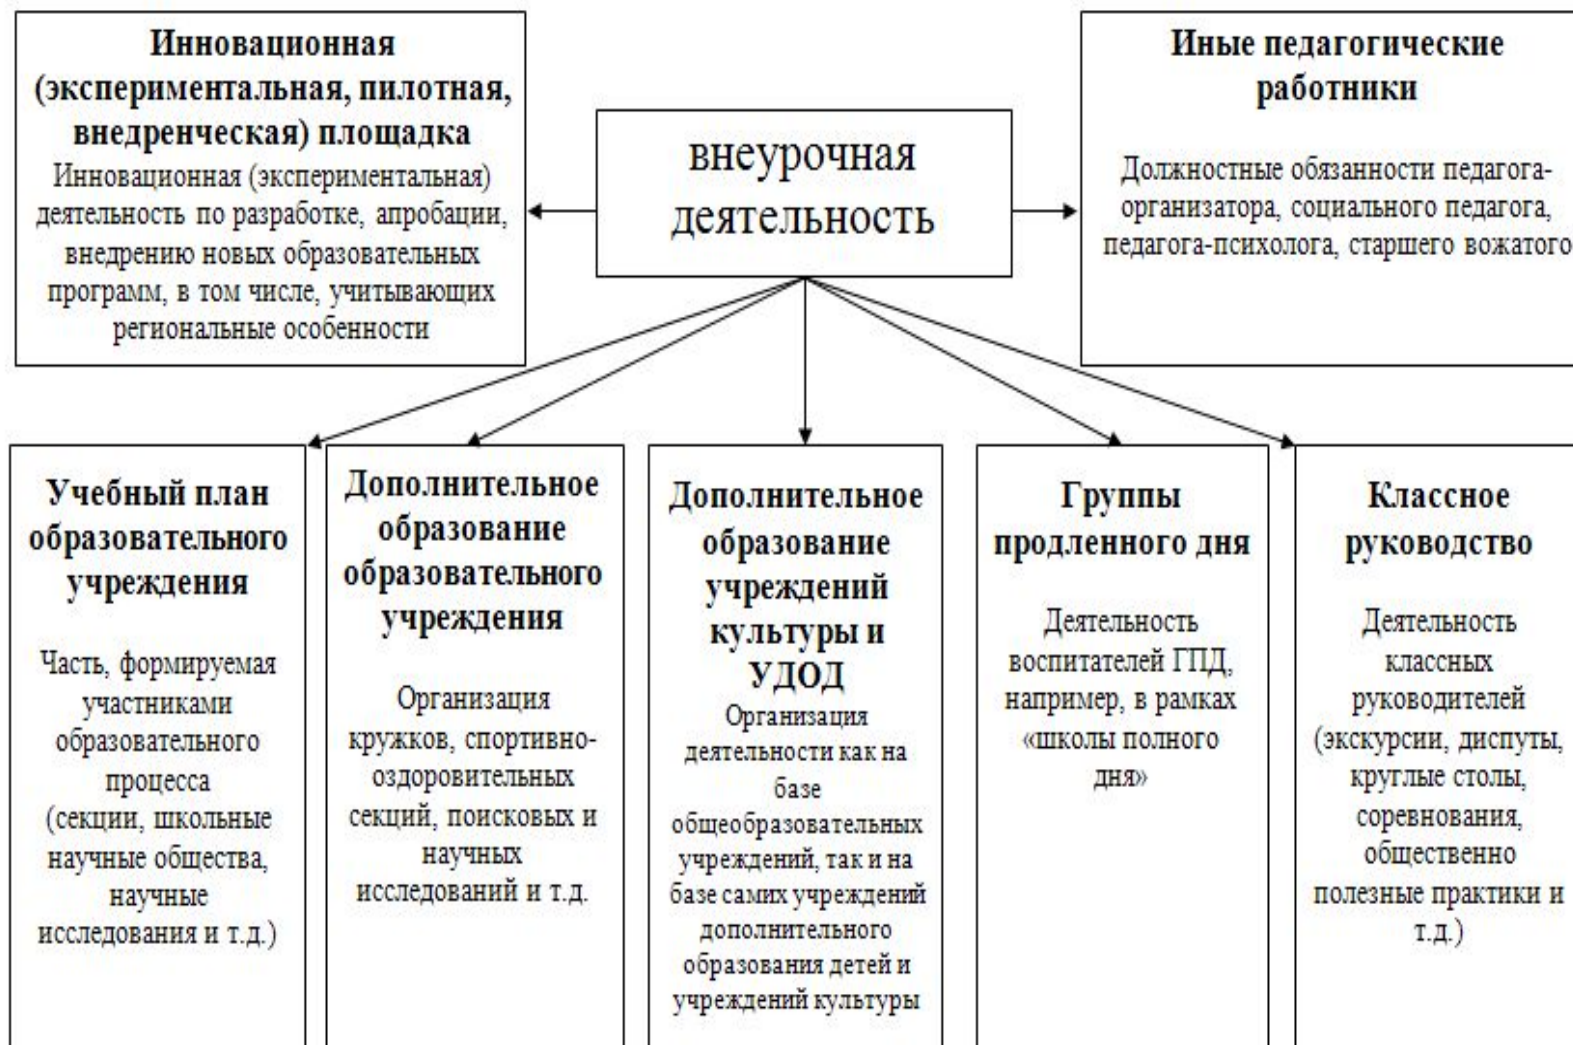 Инновационная
(экспериментальная, пилотная,
внедренческая) площадка
Инновационная (экспериментальная)
деятельность по разработке, апробации,
внедрению новых образовательных
программ, в том числе, учитывающих
региональные особенности
внеурочная
деятельность
Иные педагогические
работники
Должностные обязанности педагога-
организатора, социального педагога,
педагога-психолога, старшего вожатого
Учебный план
образовательного
учреждения
Часть, формируемая
участниками
образовательного
процесса
(секции, школьные
научные общества,
научные
исследования и т.д.)
Дополнительное
образование
образовательного
учреждения
Организация
кружков, спортивно-
оздоровительных
секций, поисковых и
научных
исследований и т.д.
Дополнительное
образование
учреждений
культуры и
УДОД
Организация
деятельности как на
базе
общеобразовательных
учреждений, так и на
базе самих учреждений
дополнительного
образования детей и
учреждений культуры
Группы
продленного дня
Деятельность
воспитателей ГПД,
например, в рамках
«школы полного
дня»
Классное
руководство
Деятельность
классных
руководителей
(экскурсии, диспуты,
круглые столы,
соревнования,
общественно
полезные практики и
т.д.)